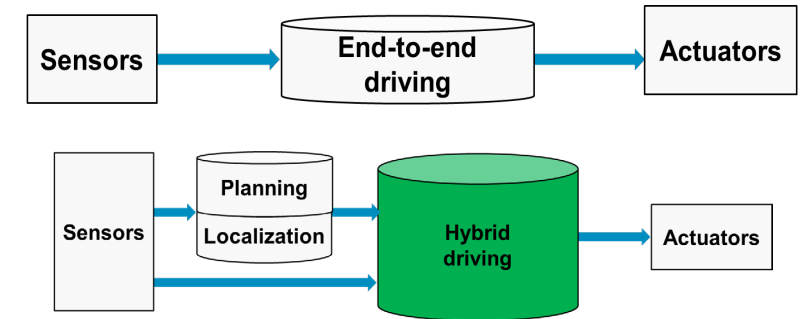 Sensors
End-to-end
driving
Actuators
Sensors
Planning
Localization
Hybrid
driving
Actuators